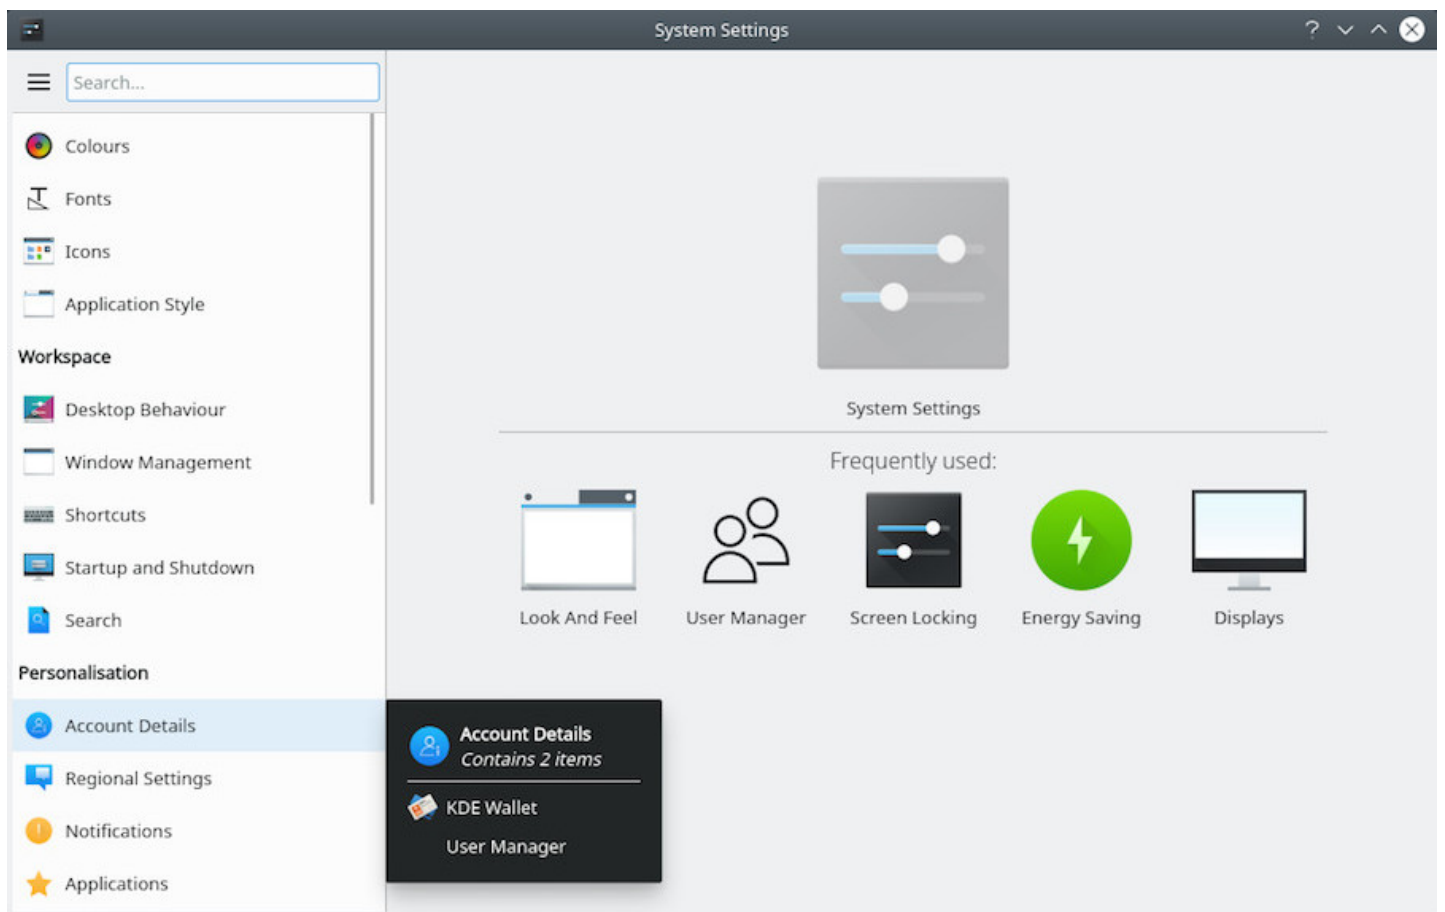 System Settings
Search...
Colours
Fonts
Icons
Application Style
Workspace
Desktop Behaviour
Window Management
Shortcuts
Startup and Shutdown
Search
Personalisation
Account Details
Regional Settings
Notifications
Applications
System Settings
Frequently used:
Look And Feel
User Manager
Screen Locking
Energy Saving
Displays
Account Details
Contains 2 items
KDE Wallet
User Manager